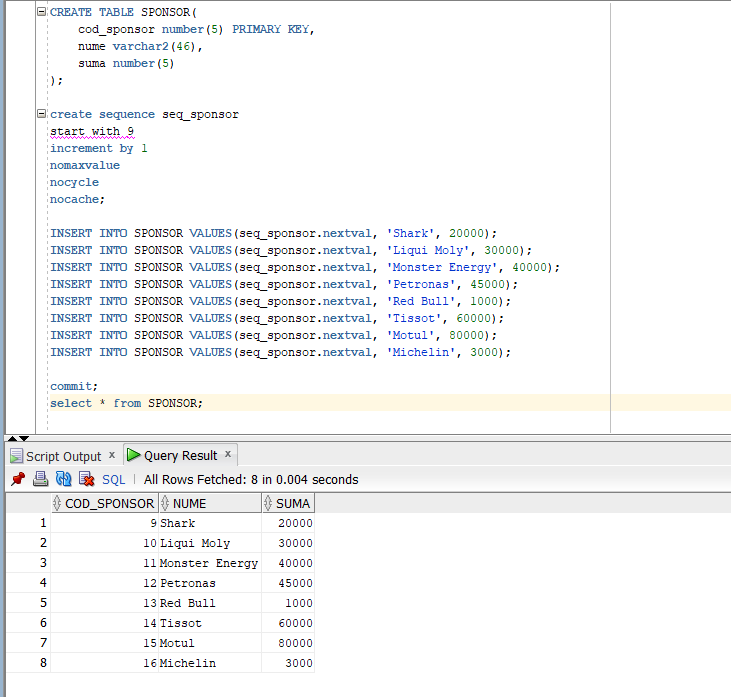 CREATE TABLE SPONSOR(
cod_sponsor number(5) PRIMARY KEY,
nume varchar2(46),
suma number(5)
);
create sequence seq_sponsor
start with 9
increment by 1
nomaxvalue
nocycle
nocache;
INSERT INTO SPONSOR VALUES(seq_sponsor.nextval, 'Shark', 20000);
INSERT INTO SPONSOR VALUES(seq_sponsor.nextval, 'Liqui Moly', 30000);
INSERT INTO SPONSOR VALUES(seq_sponsor.nextval, 'Monster Energy', 40000);
INSERT INTO SPONSOR VALUES(seq_sponsor.nextval, 'Petronas', 45000);
INSERT INTO SPONSOR VALUES(seq_sponsor.nextval, 'Red Bull', 1000);
INSERT INTO SPONSOR VALUES(seq_sponsor.nextval, 'Tissot', 60000);
INSERT INTO SPONSOR VALUES(seq_sponsor.nextval, 'Motul', 80000);
INSERT INTO SPONSOR VALUES(seq_sponsor.nextval, 'Michelin', 3000);
commit;
select * from SPONSOR;
Script Output x Query Result x
SQL | All Rows Fetched: 8 in 0.004 seconds
COD_SPONSOR NUME SUMA
1 9 Shark 20000
2 10 Liqui Moly 30000
3 11 Monster Energy 40000
4 12 Petronas 45000
5 13 Red Bull 1000
6 14 Tissot 60000
7 15 Motul 80000
8 16 Michelin 3000